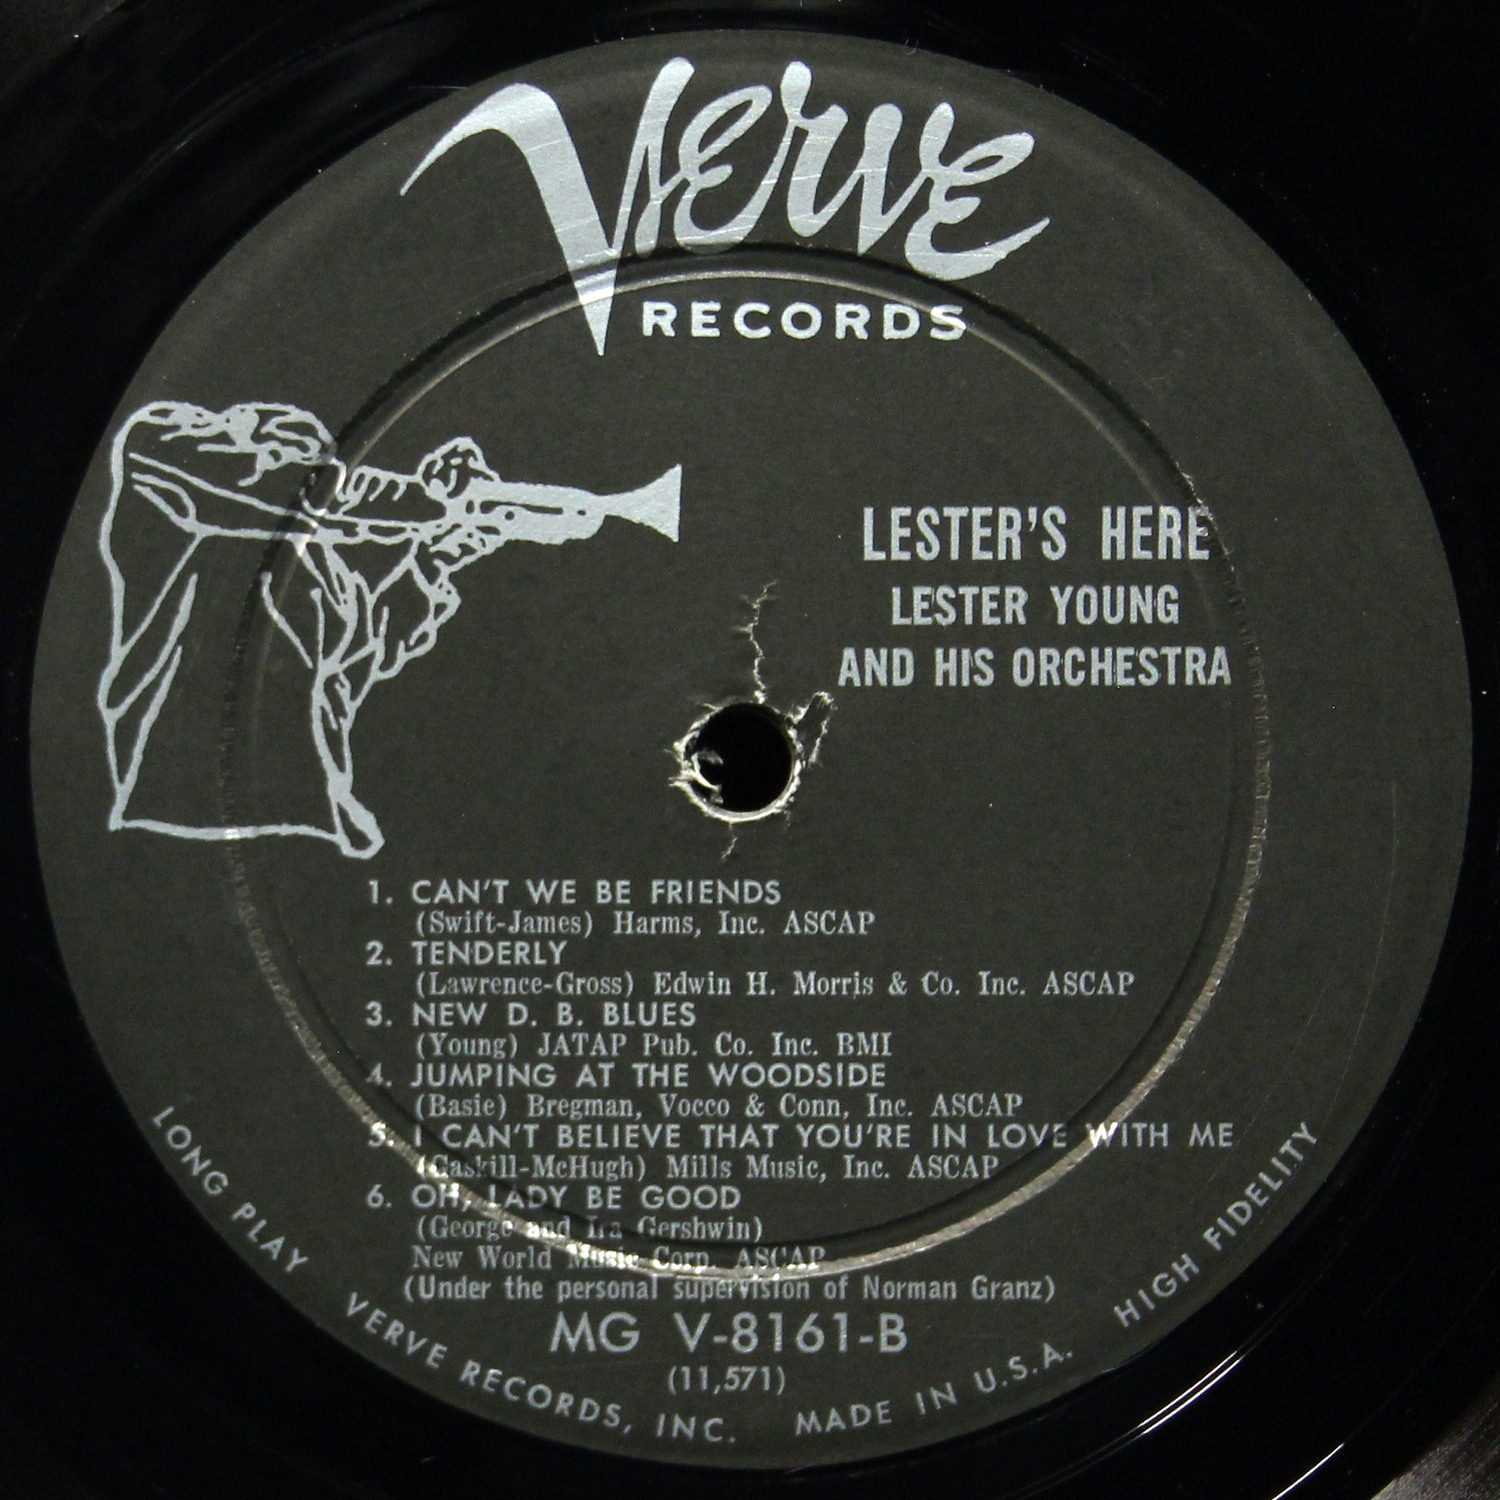 Verve
RECORDS
LESTER'S HERE
LESTER YOUNG
AND HIS ORCHESTRA
1. CAN'T WE BE FRIENDS
(Swift-James) Harms, Inc. ASCAP
2. TENDERLY
(Lawrence-Gross) Edwin H. Morris & Co. Inc. ASCAP
3. NEW D. B. BLUES
(Young) JATAP Pub. Co. Inc. BMI
4. JUMPING AT THE WOODSIDE
(Basie) Bregman, Vocco & Conn, Inc. ASCAP
5. I CAN'T BELIEVE THAT YOU'RE IN LOVE WITH ME
(Gaskill-McHugh) Mills Music, Inc. ASCAP
6. OH, LADY BE GOOD
(George and Ira Gershwin)
New World Music Corp. ASCAP
(Under the personal supervision of Norman Granz)
MG V-8161-B
(11,571)
LONG PLAY VERVE RECORDS, INC. MADE IN U.S.A. HIGH FIDELITY